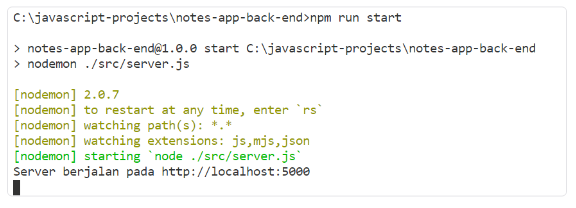 C:\javascript-projects\notes-app-back-end>npm run start
> notes-app-back-end@1.0.0 start C:\javascript-projects\notes-app-back-end
> nodemon ./src/server.js
[nodemon] 2.0.7
[nodemon] to restart at any time, enter `rs`
[nodemon] watching path(s): *.*
[nodemon] watching extensions: js,mjs,json
[nodemon] starting `node ./src/server.js`
Server berjalan pada http://localhost:5000